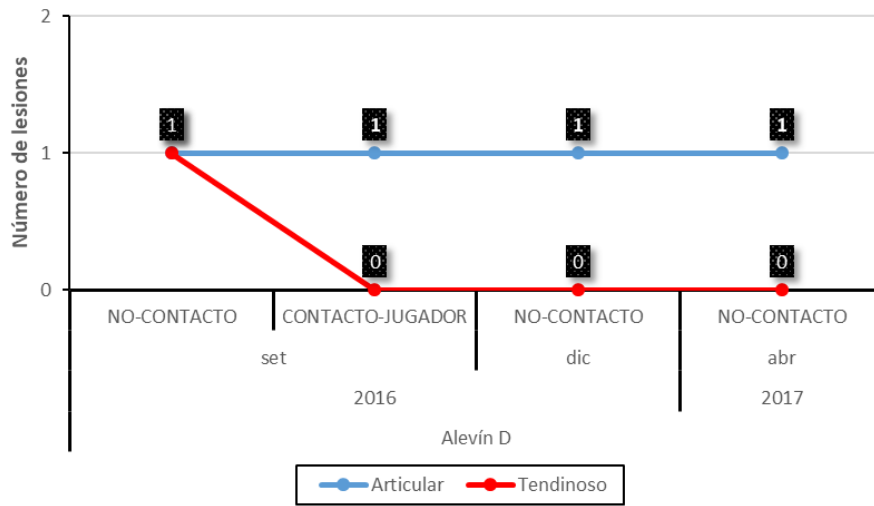 Número de lesiones
2
1
0
1
1
1
1
0
0
0
NO-CONTACTO
CONTACTO-JUGADOR
NO-CONTACTO
NO-CONTACTO
set
dic
abr
2016
2017
Alevín D
Articular
Tendinoso